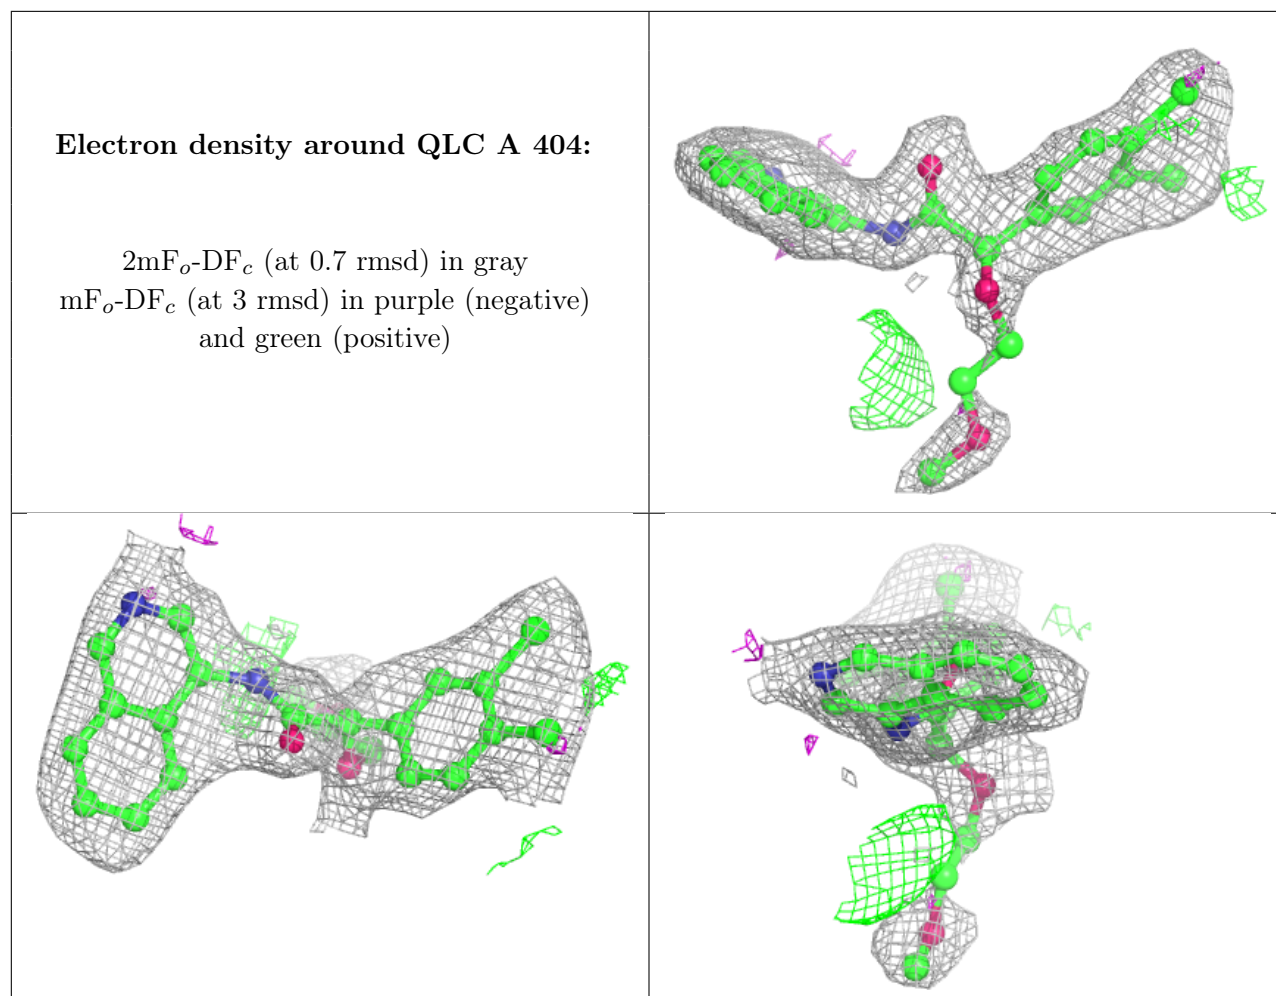 Electron density around QLC A 404:
2mFo-DFc (at 0.7 rmsd) in gray
mFo-DFc (at 3 rmsd) in purple (negative)
and green (positive)